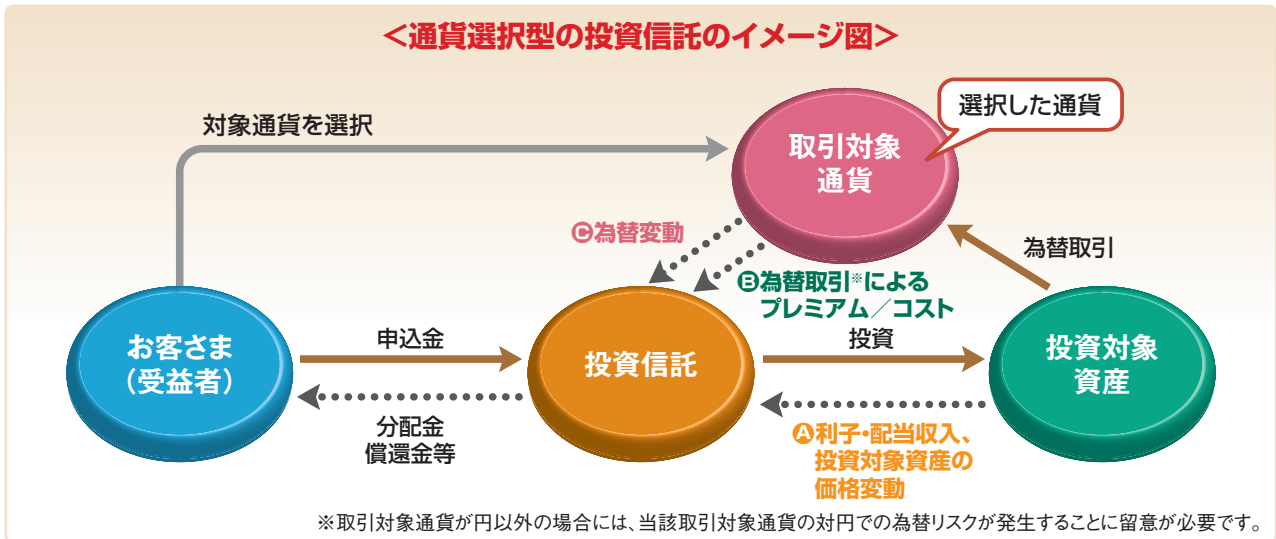 ＜通貨選択型の投資信託のイメージ図＞
対象通貨を選択
選択した通貨
取引対象
通貨
Ⓒ為替変動
為替取引
Ⓑ為替取引※による
プレミアム／コスト
お客さま
（受益者）
申込金
投資信託
投資
投資対象
資産
分配金
償還金等
Ⓐ利子・配当収入、
投資対象資産の
価格変動
※取引対象通貨が円以外の場合には、当該取引対象通貨の対円での為替リスクが発生することに留意が必要です。